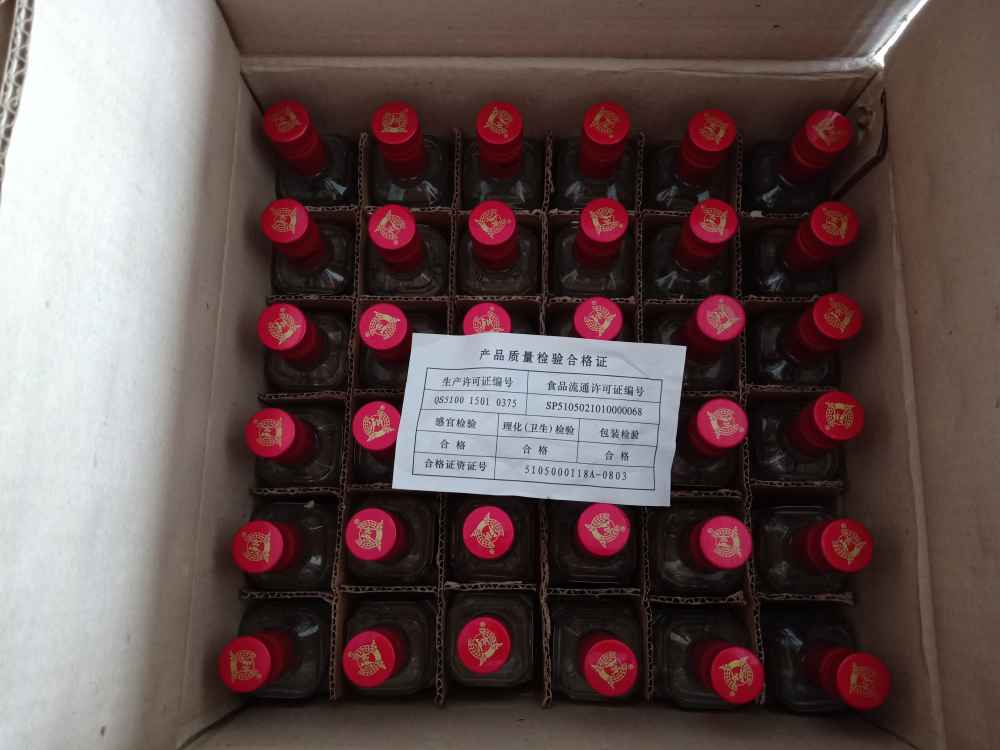 产品质量检验合格证
生产许可证编号 食品流通许可证编号
QS5100 1501 0375 SP5105021010000068
感官检验 理化(卫生)检验 包装检验
合格 合格 合格
合格证资证号 5105000118A-0803